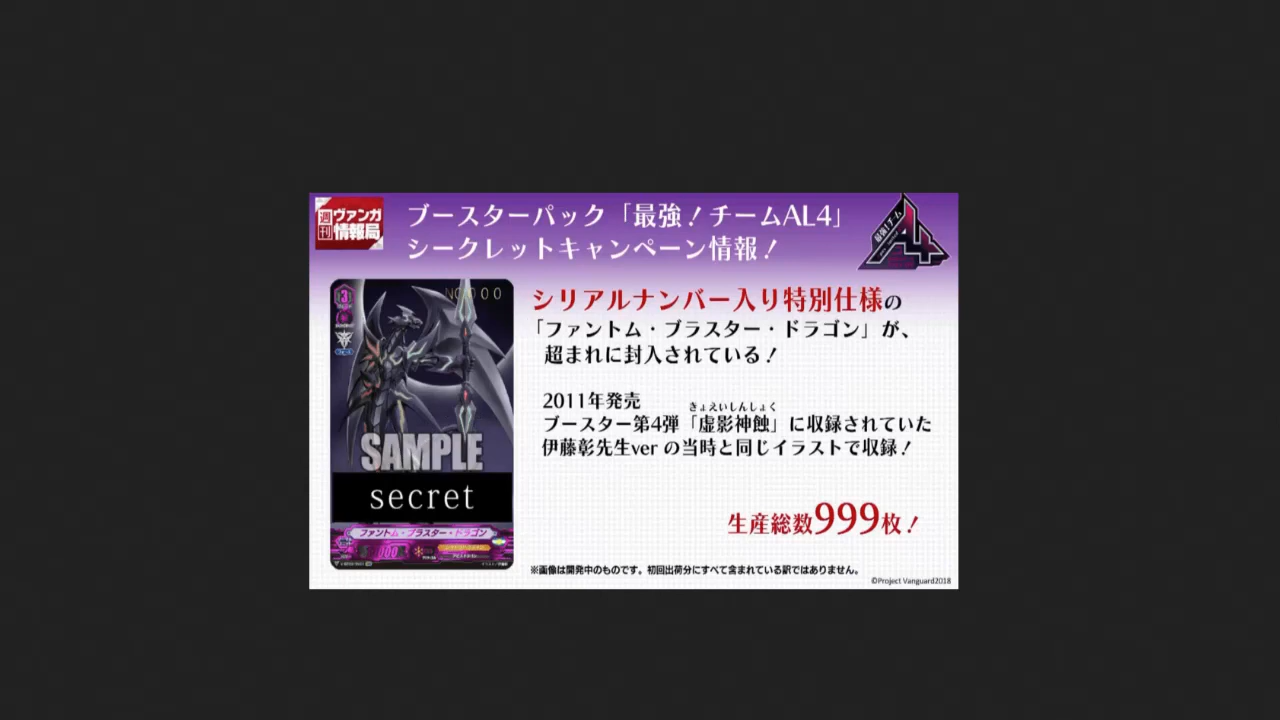 週刊ヴァンガ情報局
ブースターパック「最強！チームAL4」
シークレットキャンペーン情報！
最強！チーム
AL4
NO.000
3
SAMPLE
secret
ファントム・ブラスター・ドラゴン
シリアルナンバー入り特別仕様の
「ファントム・ブラスター・ドラゴン」が、
超まれに封入されている！
2011年発売
きょえいしんしょく
ブースター第4弾「虚影神蝕」に収録されていた
伊藤彰先生verの当時と同じイラストで収録！
生産総数999枚！
※画像は開発中のものです。初回出荷分にすべて含まれている訳ではありません。
©Project Vanguard2018